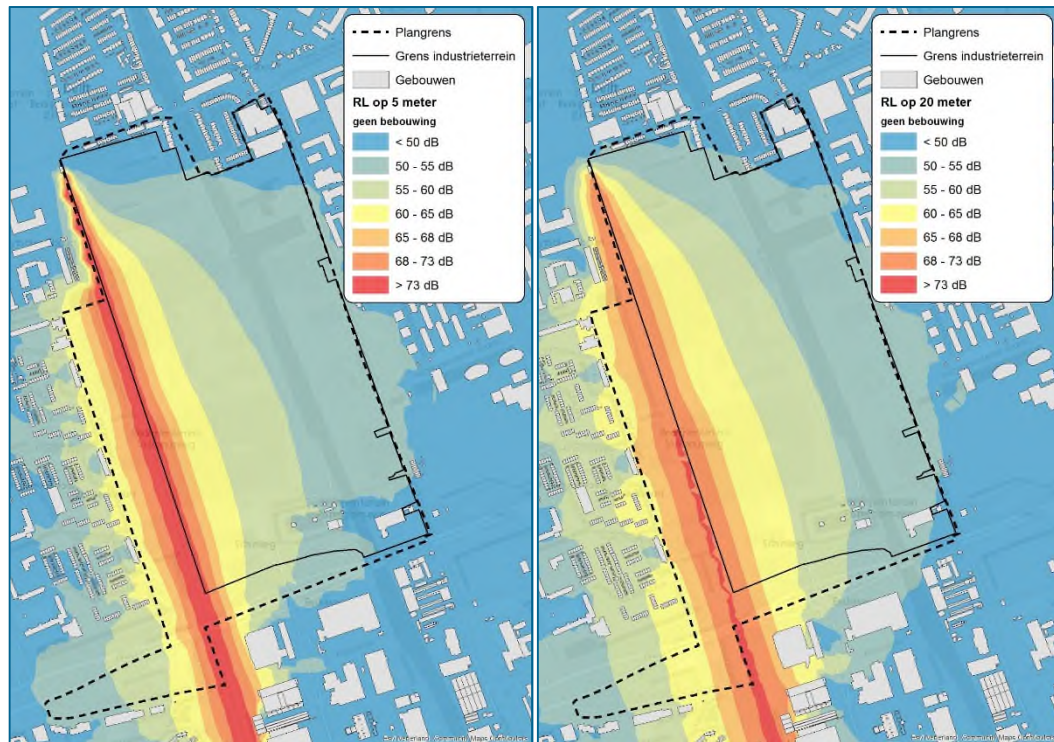 Plangrens
Grens industrieterrein
Gebouwen
RL op 5 meter
geen bebouwing
< 50 dB
50 - 55 dB
55 - 60 dB
60 - 65 dB
65 - 68 dB
68 - 73 dB
> 73 dB
Plangrens
Grens industrieterrein
Gebouwen
RL op 20 meter
geen bebouwing
< 50 dB
50 - 55 dB
55 - 60 dB
60 - 65 dB
65 - 68 dB
68 - 73 dB
> 73 dB